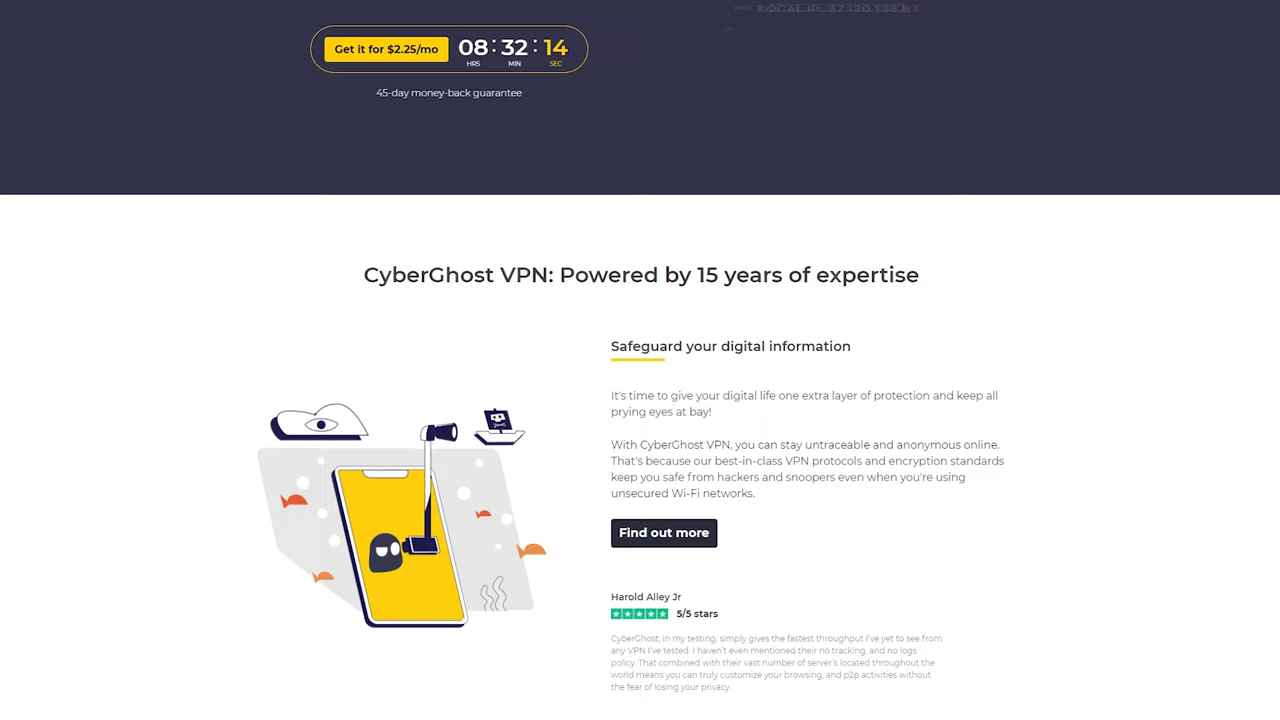 LOCAL IP: 37.120.138.87
Get it for $2.25/mo
08 : 32 : 14
HRS MIN SEC
45-day money-back guarantee
CyberGhost VPN: Powered by 15 years of expertise
Safeguard your digital information
It's time to give your digital life one extra layer of protection and keep all
prying eyes at bay!
With CyberGhost VPN, you can stay untraceable and anonymous online.
That's because our best-in-class VPN protocols and encryption standards
keep you safe from hackers and snoopers even when you're using
unsecured Wi-Fi networks.
Find out more
Harold Alley Jr
5/5 stars
CyberGhost, in my testing, simply gives the fastest throughput I've yet to see from
any VPN I've tested. I haven't even mentioned their no tracking, and no logs
policy. That combined with their vast number of server's located throughout the
world means you can truly customize your browsing, and p2p activities without
the fear of losing your privacy.